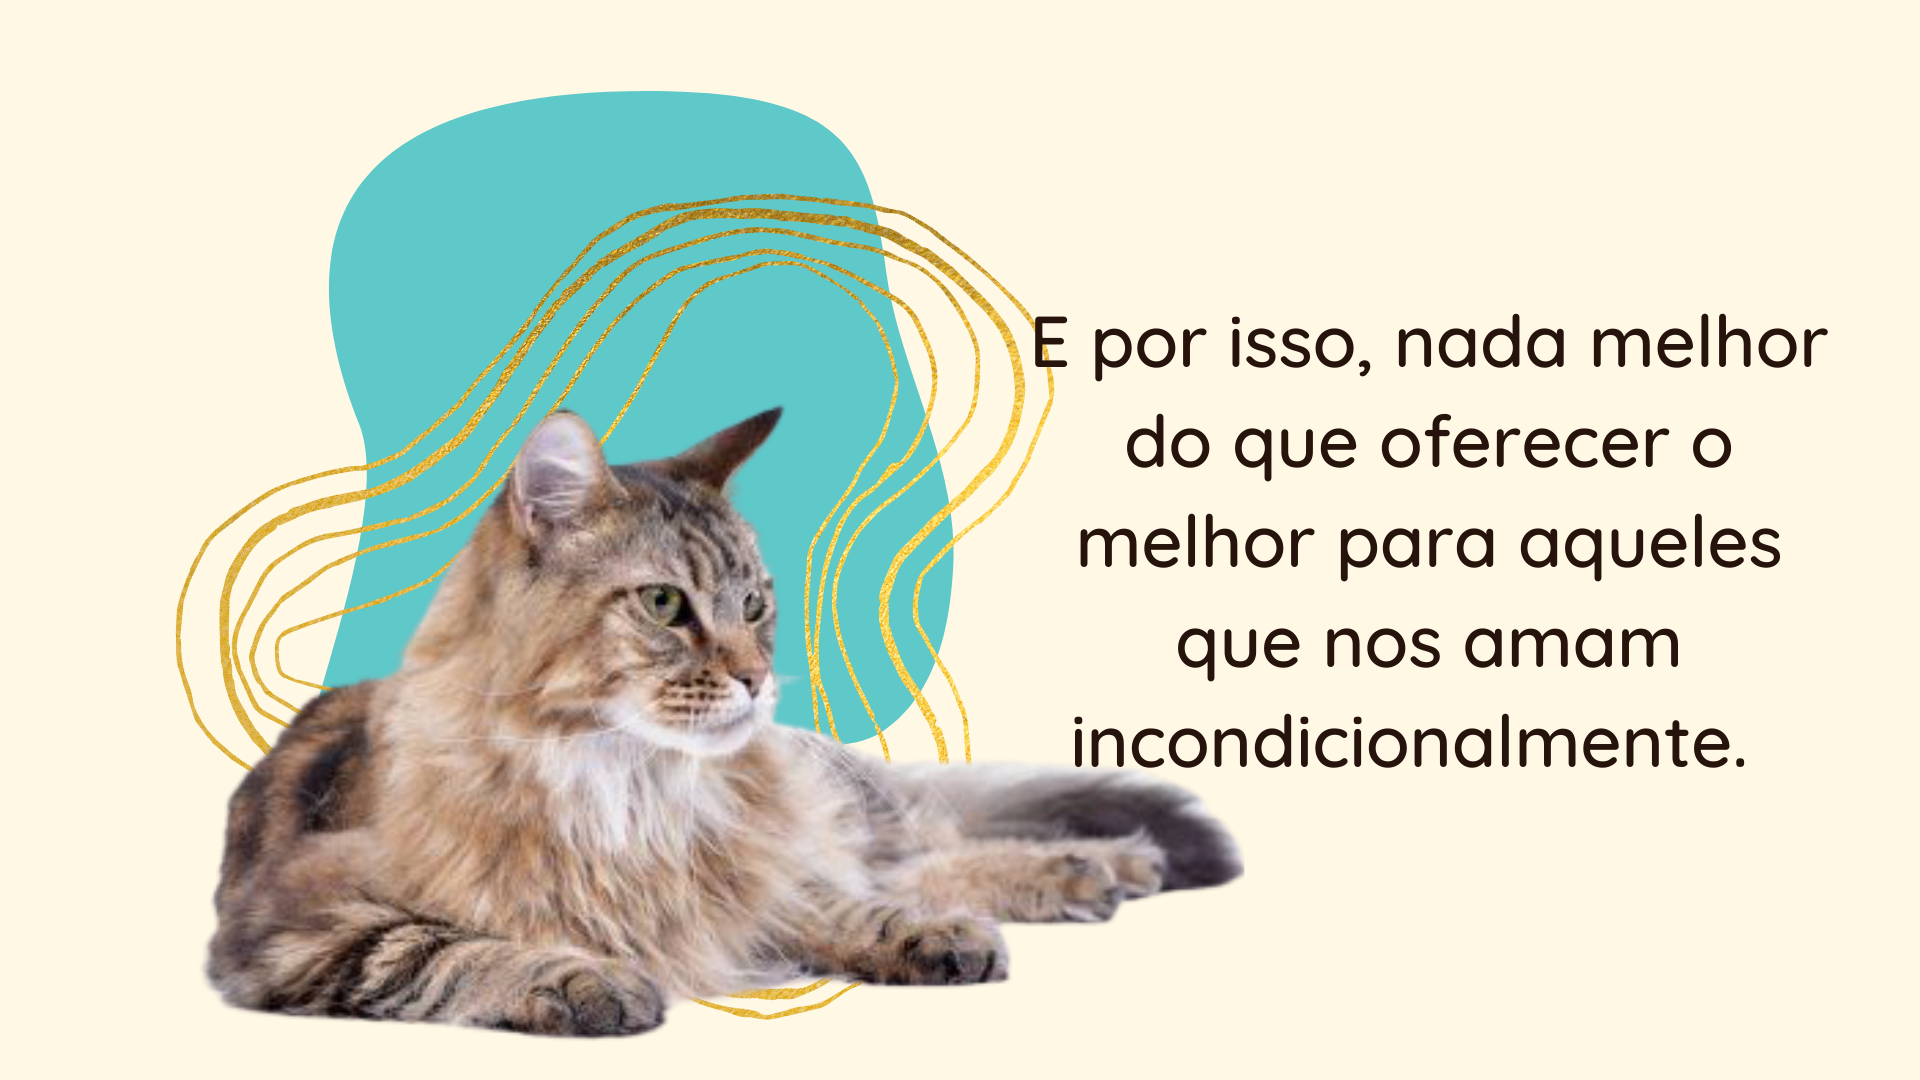 E por isso, nada melhor
do que oferecer o
melhor para aqueles
que nos amam
incondicionalmente.